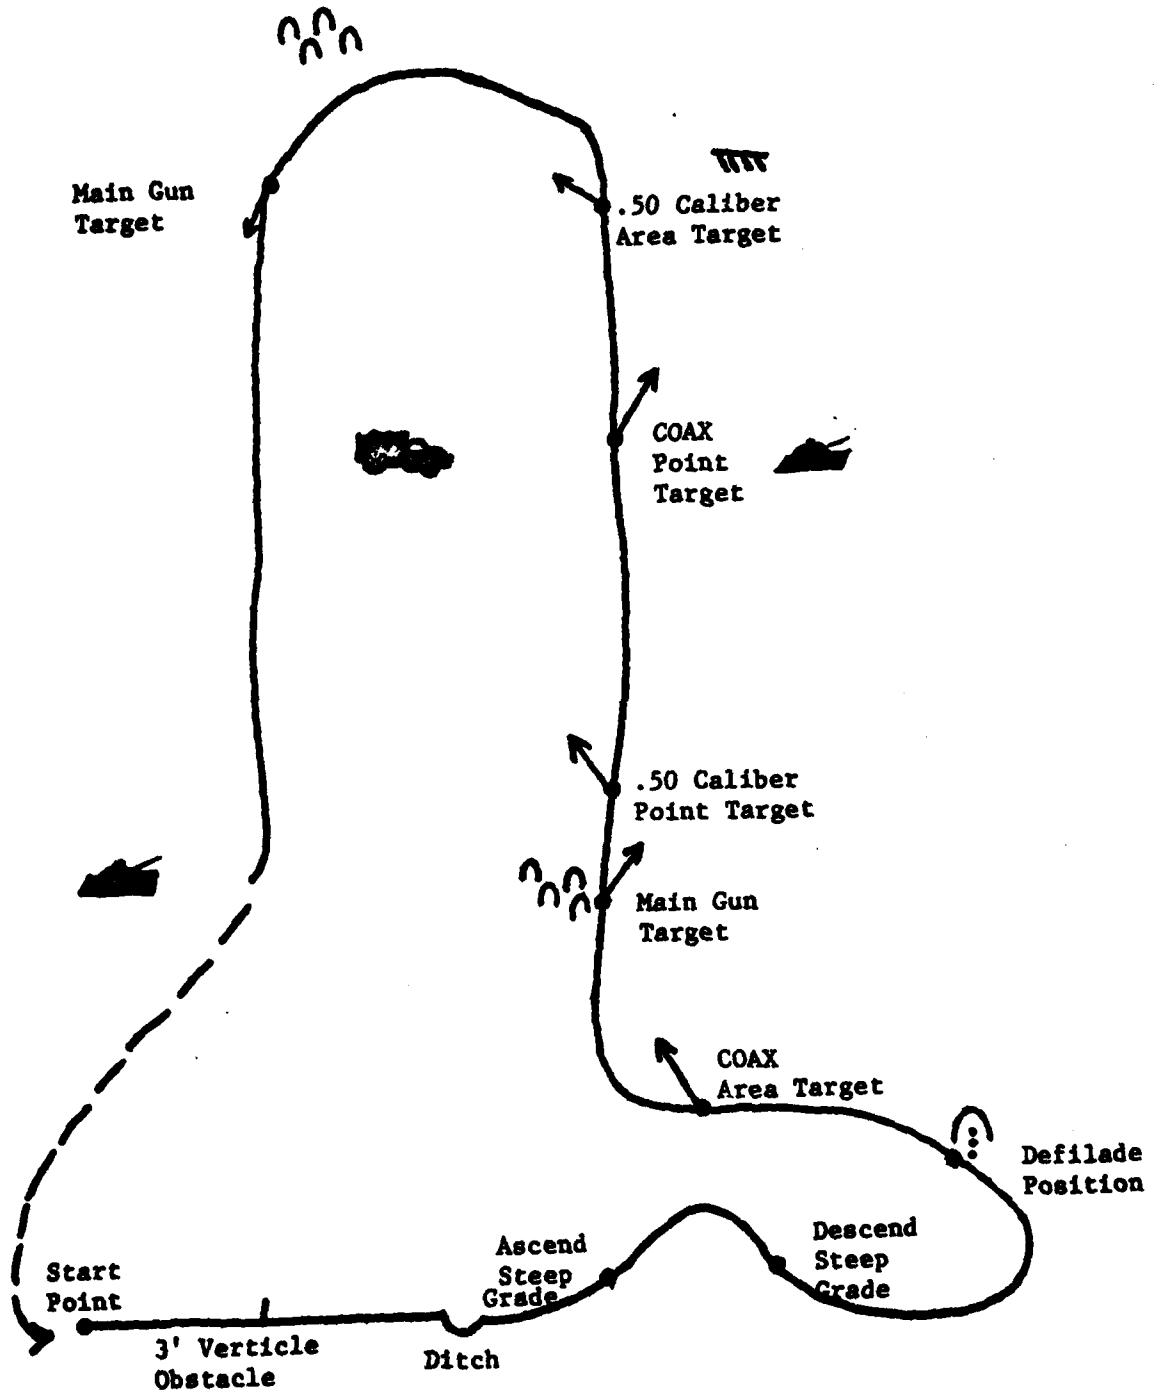 Main Gun
Target
.50 Caliber
Area Target
COAX
Point
Target
.50 Caliber
Point Target
Main Gun
Target
COAX
Area Target
Defilade
Position
Descend
Steep
Grade
Ascend
Steep
Grade
Start
Point
3' Verticle
Obstacle
Ditch